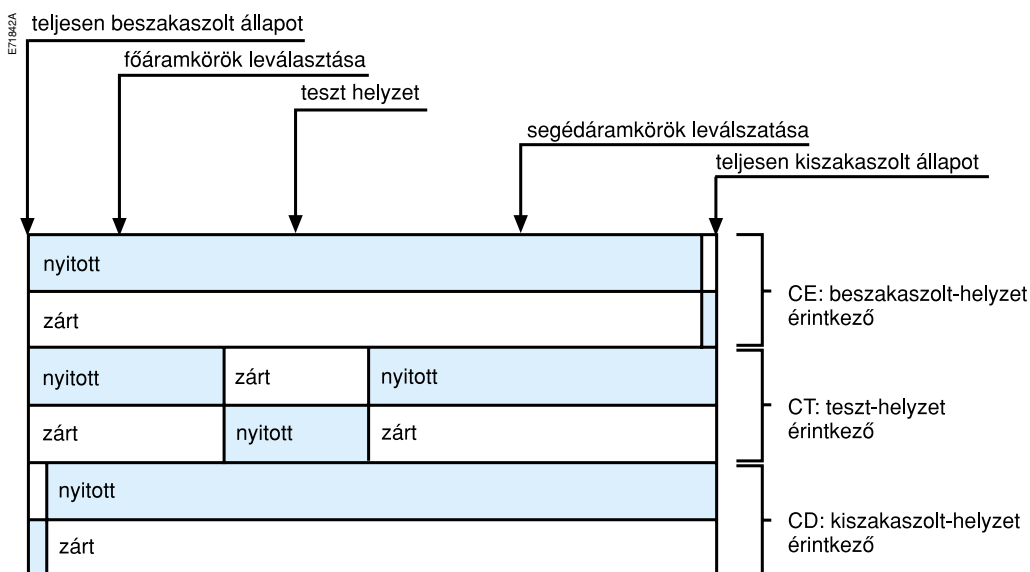 E71842A
teljesen beszakaszolt állapot
főáramkörök leválasztása
teszt helyzet
segédáramkörök leválszatása
teljesen kiszakaszolt állapot
nyitott
zárt
CE: beszakaszolt-helyzet
érintkező
nyitott
zárt
nyitott
zárt
nyitott
zárt
CT: teszt-helyzet
érintkező
nyitott
zárt
CD: kiszakaszolt-helyzet
érintkező